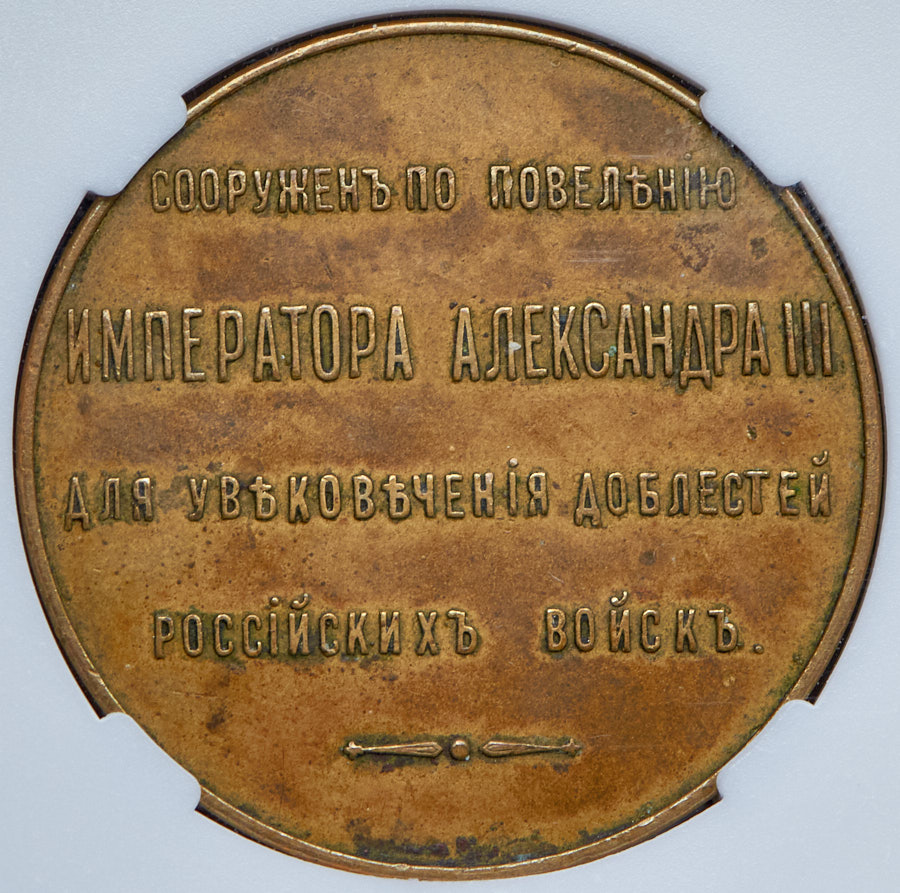 СООРУЖЕНЪ ПО ПОВЕЛѢНІЮ
ИМПЕРАТОРА АЛЕКСАНДРА III
ДЛЯ УВѢКОВѢЧЕНІЯ ДОБЛЕСТЕЙ
РОССІЙСКИХЪ ВОЙСКЪ.